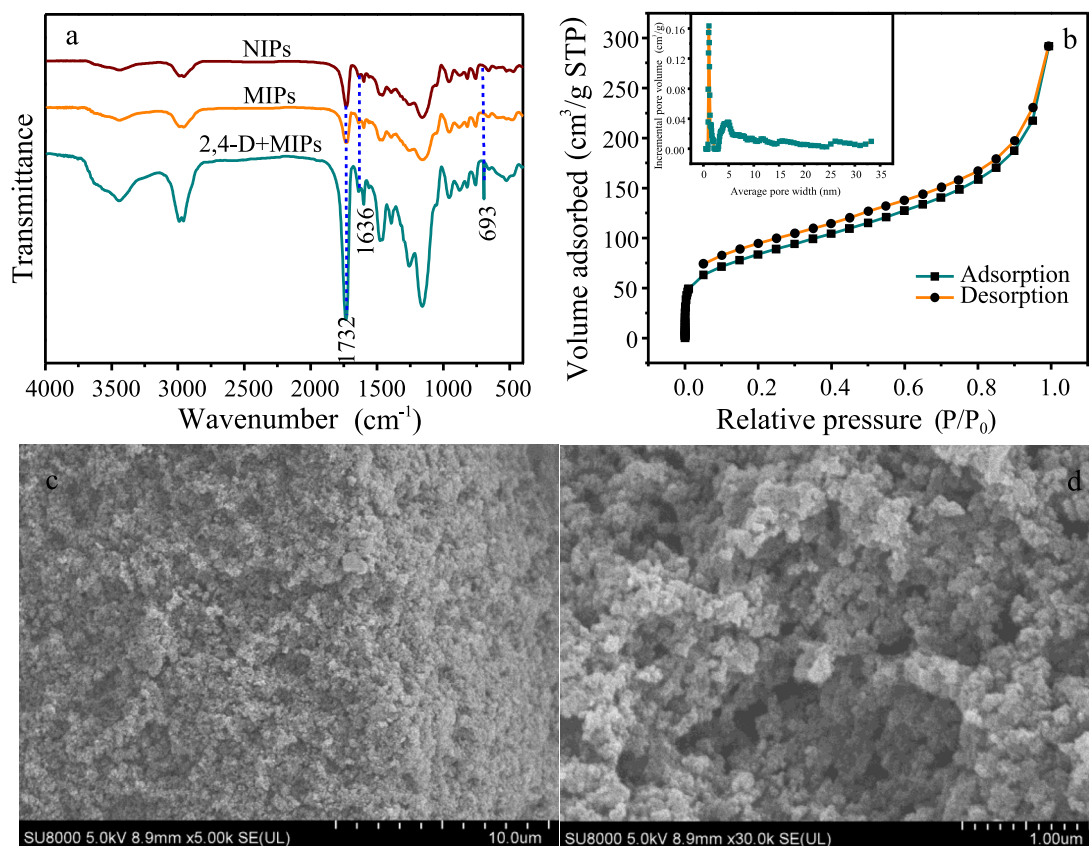 a
NIPs
MIPs
2,4-D+MIPs
1732
1636
693
Transmittance
4000 3500 3000 2500 2000 1500 1000 500
Wavenumber (cm⁻¹)
b
Volume adsorbed (cm³/g STP)
300
250
200
150
100
50
0
0.0 0.2 0.4 0.6 0.8 1.0
Relative pressure (P/P₀)
Adsorption
Desorption
Incremental pore volume (cm³/g)
0.16
0.12
0.08
0.04
0.00
0 5 10 15 20 25 30 35
Average pore width (nm)
c
SU8000 5.0kV 8.9mm x5.00k SE(UL) 10.0um
d
SU8000 5.0kV 8.9mm x30.0k SE(UL) 1.00um